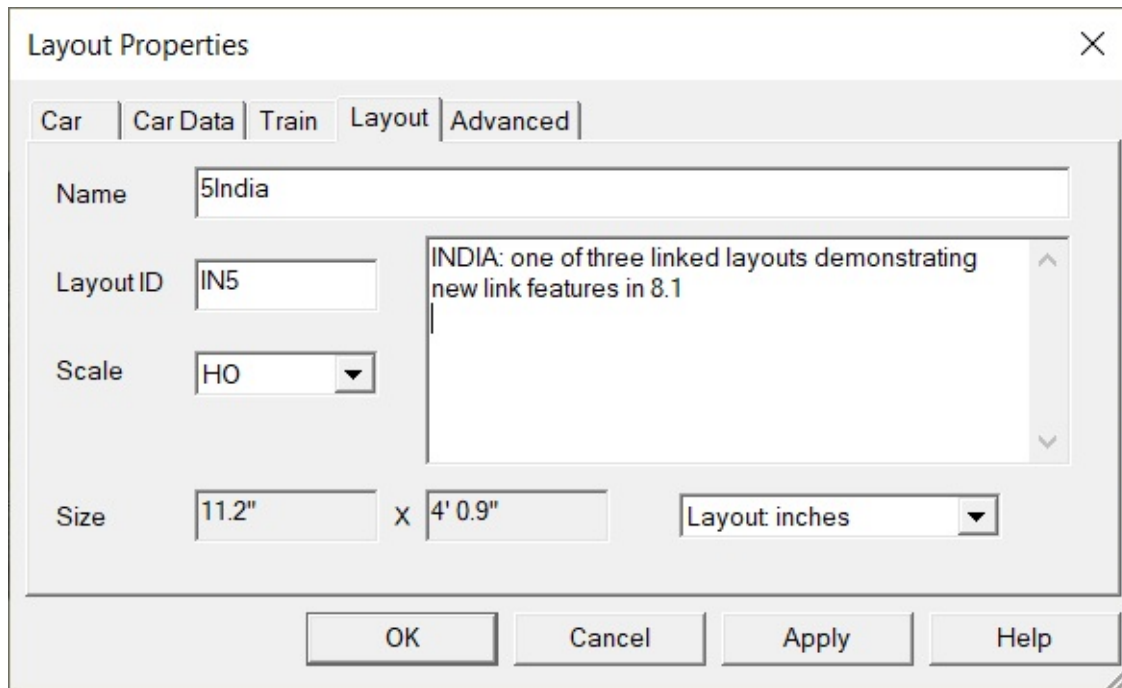 Layout Properties
Car Car Data Train Layout Advanced
Name 5India
Layout ID IN5
INDIA: one of three linked layouts demonstrating
new link features in 8.1
Scale HO
Size 11.2" X 4' 0.9" Layout: inches
OK Cancel Apply Help